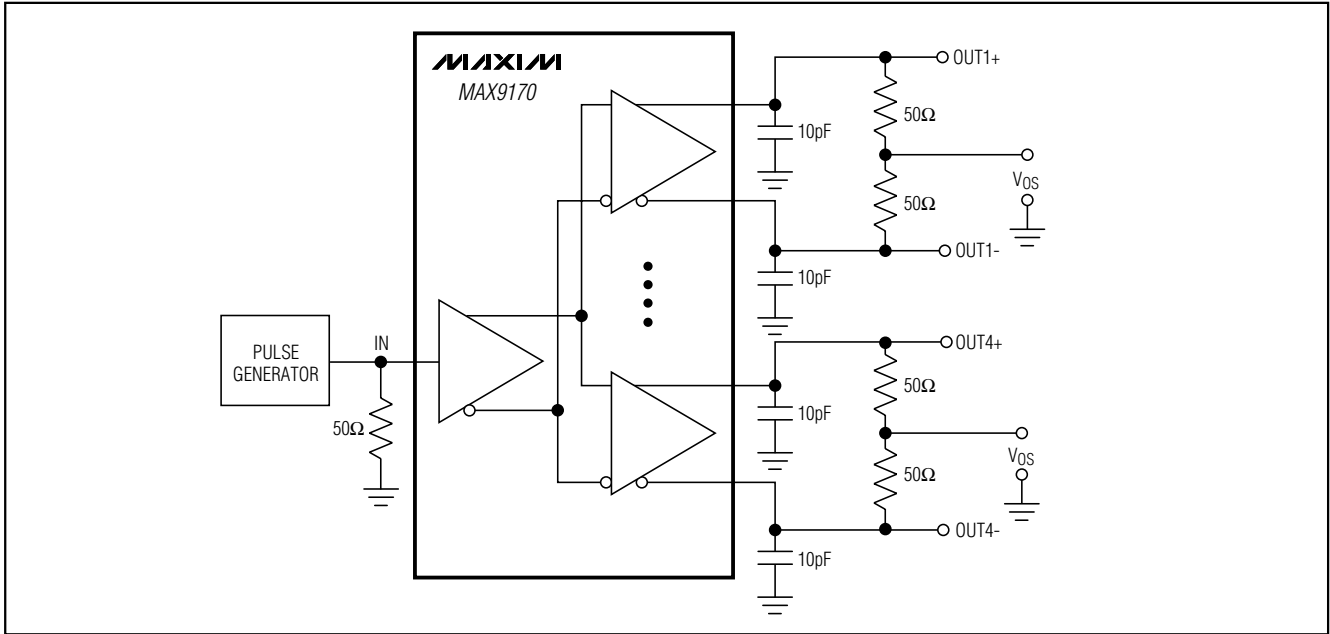 MAXIM
MAX9170
PULSE
GENERATOR
IN
50Ω
10pF
OUT1+
50Ω
VOS
50Ω
OUT1-
10pF
OUT4+
50Ω
10pF
VOS
50Ω
OUT4-
10pF